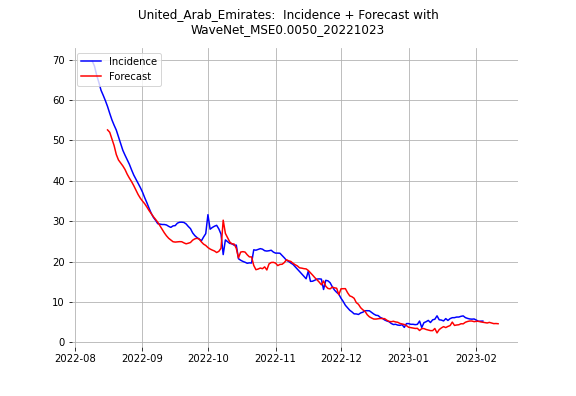 United_Arab_Emirates:  Incidence + Forecast with
WaveNet_MSE0.0050_20221023
Incidence
Forecast
70
60
50
40
30
20
10
0
2022-08 2022-09 2022-10 2022-11 2022-12 2023-01 2023-02